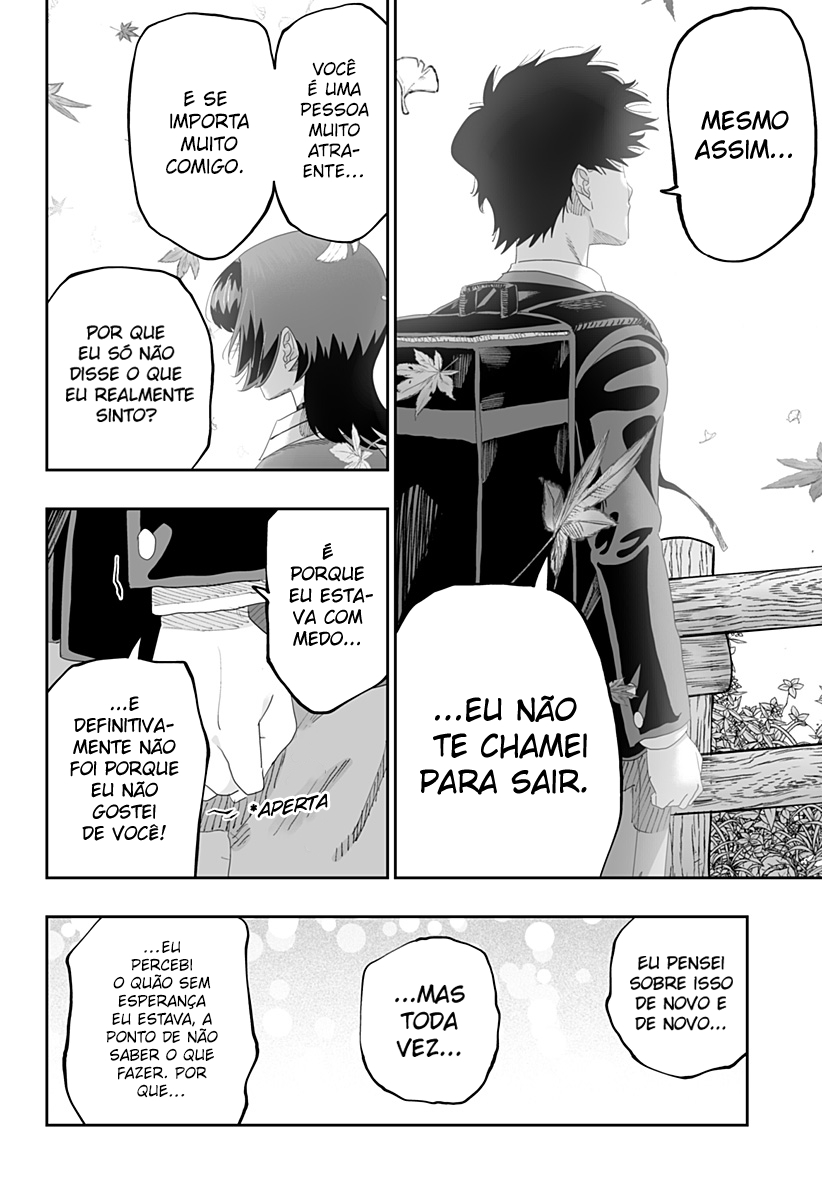 MESMO
ASSIM...
...EU NÃO
TE CHAMEI
PARA SAIR.
VOCÊ
É UMA
PESSOA
MUITO
ATRA-
ENTE...
E SE
IMPORTA
MUITO
COMIGO.
POR QUE
EU SÓ NÃO
DISSE O QUE
EU REALMENTE
SINTO?
É
PORQUE
EU ESTA-
VA COM
MEDO...
...E
DEFINITIVA-
MENTE NÃO
FOI PORQUE
EU NÃO
GOSTEI
DE VOCÊ!
*APERTA
EU PENSEI
SOBRE ISSO
DE NOVO E
DE NOVO...
...MAS
TODA
VEZ...
...EU
PERCEBI
O QUÃO SEM
ESPERANÇA
EU ESTAVA, A
PONTO DE NÃO
SABER O QUE
FAZER. POR
QUE...